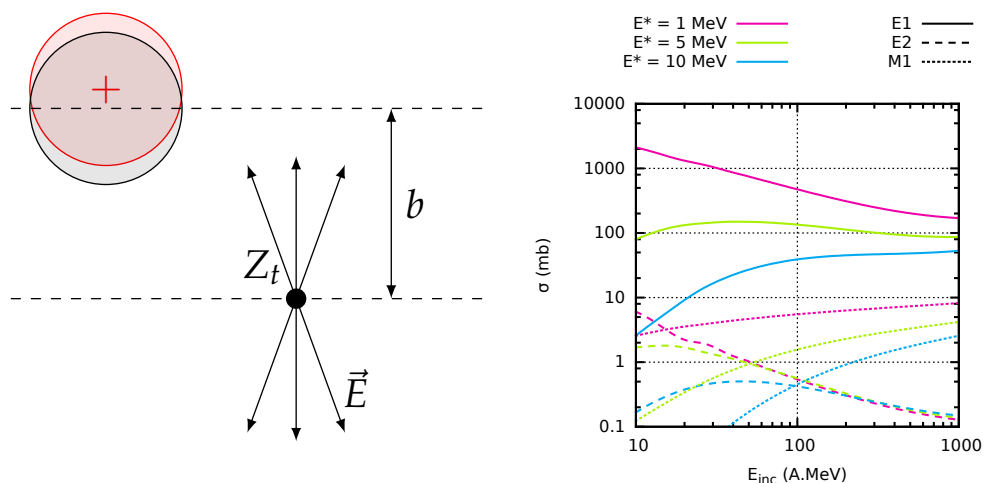 +
b
Z_t
\vec{E}
E* = 1 MeV E1
E* = 5 MeV E2
E* = 10 MeV M1
10000
1000
100
10
1
0.1
σ (mb)
10 100 1000
E_inc (A.MeV)